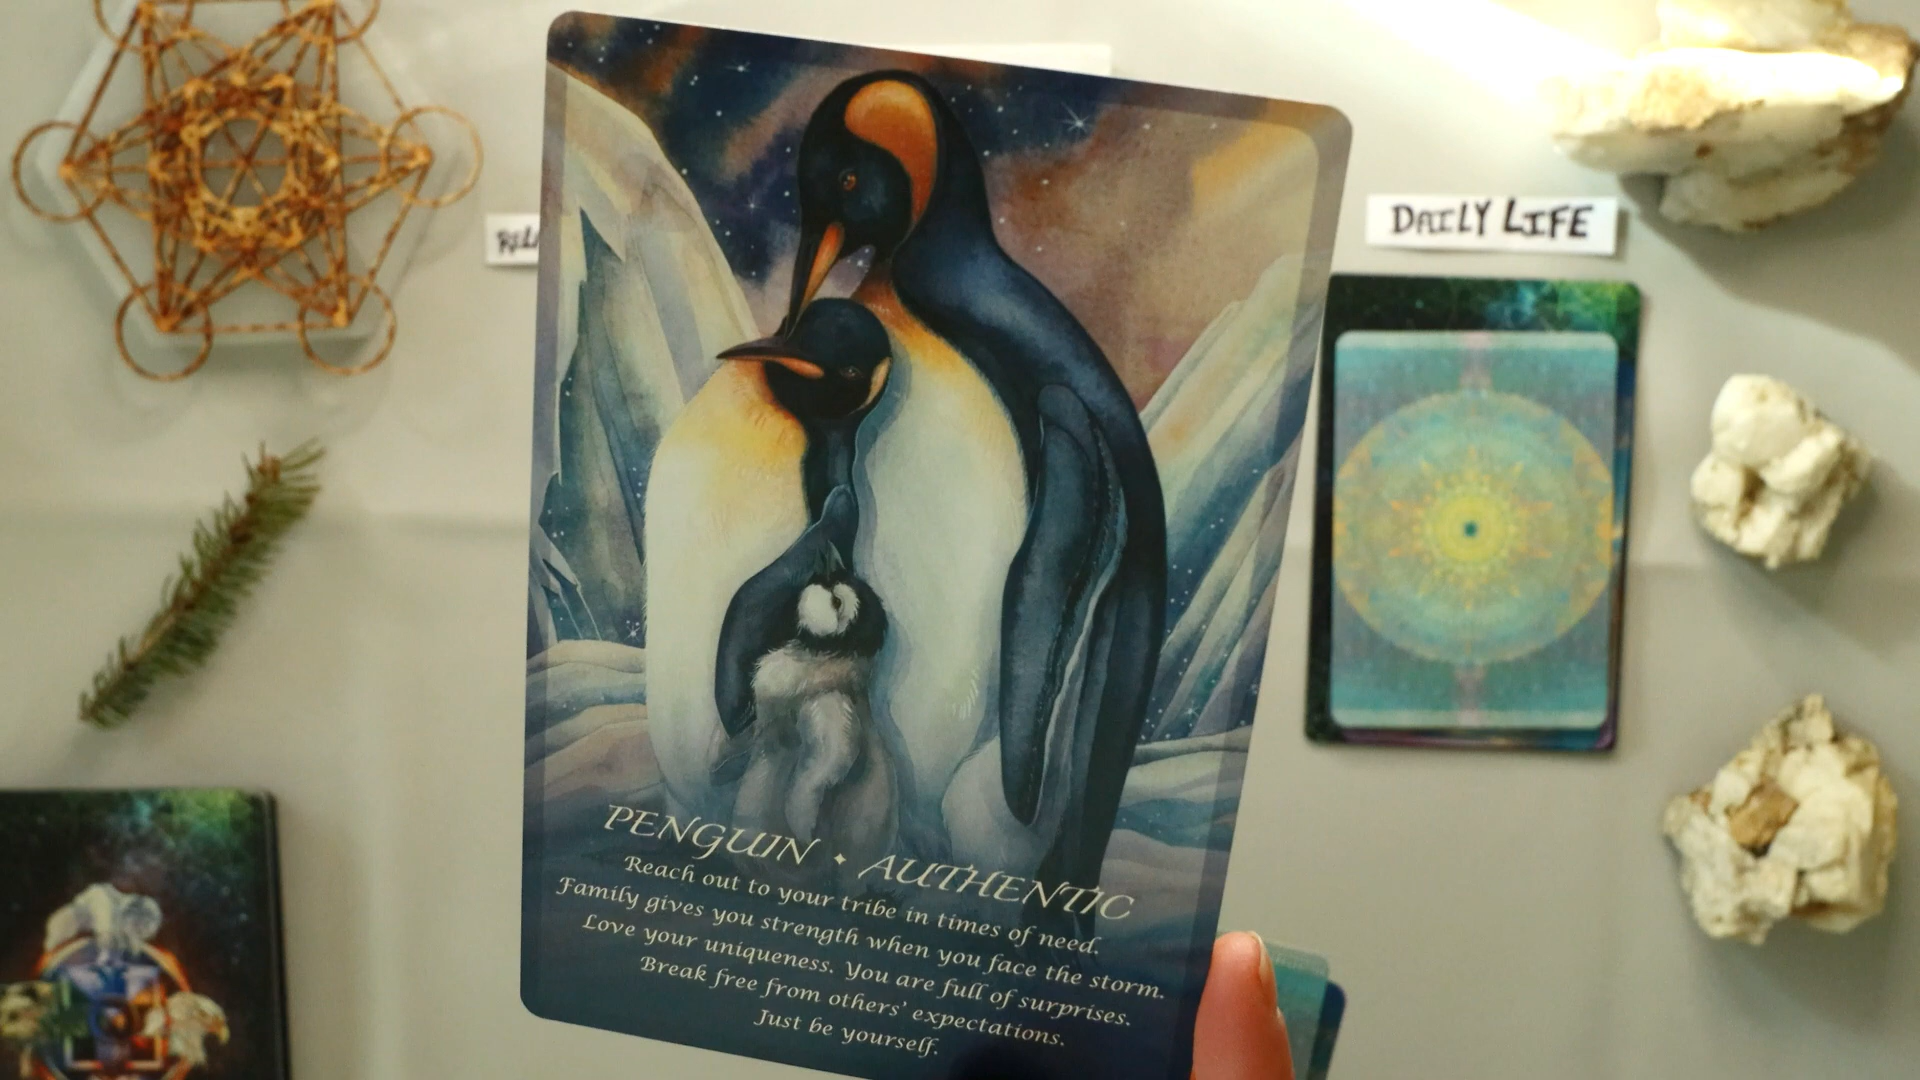 DAILY LIFE
PENGUIN • AUTHENTIC
Reach out to your tribe in times of need.
Family gives you strength when you face the storm.
Love your uniqueness. You are full of surprises.
Break free from others' expectations.
Just be yourself.